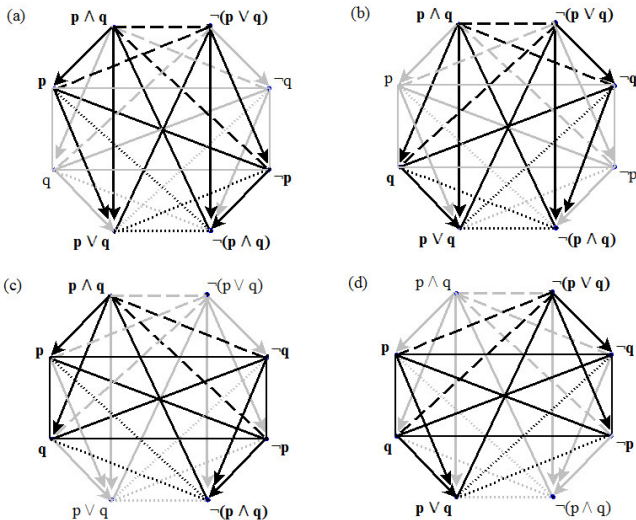 (a)
p ∧ q ¬(p ∨ q)
p ¬q
q ¬p
p ∨ q ¬(p ∧ q)
(b)
p ∧ q ¬(p ∨ q)
p ¬q
q ¬p
p ∨ q ¬(p ∧ q)
(c)
p ∧ q ¬(p ∨ q)
p ¬q
q ¬p
p ∨ q ¬(p ∧ q)
(d)
p ∧ q ¬(p ∨ q)
p ¬q
q ¬p
p ∨ q ¬(p ∧ q)